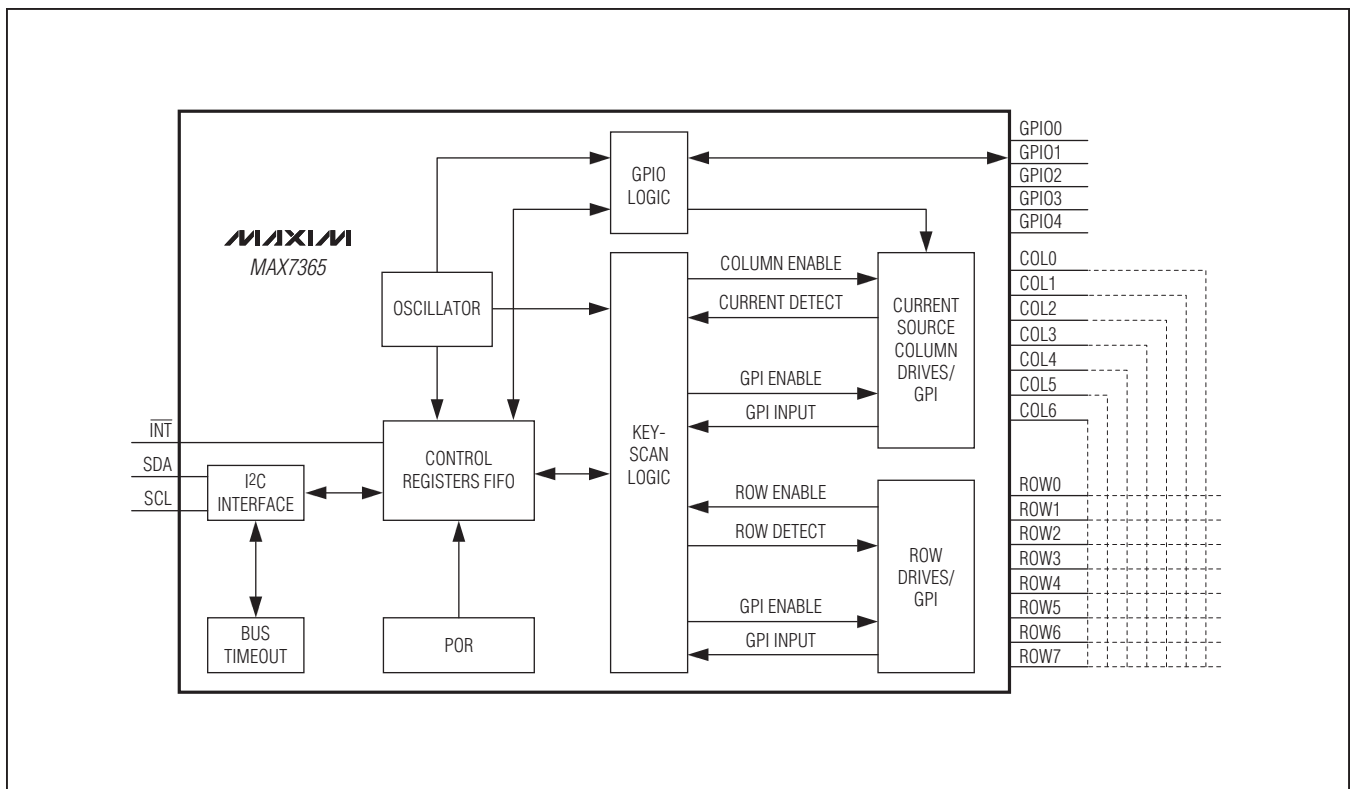 MAXIM
MAX7365
OSCILLATOR
GPIO
LOGIC
CONTROL
REGISTERS FIFO
I²C
INTERFACE
BUS
TIMEOUT
POR
KEY-
SCAN
LOGIC
COLUMN ENABLE
CURRENT DETECT
GPI ENABLE
GPI INPUT
ROW ENABLE
ROW DETECT
GPI ENABLE
GPI INPUT
CURRENT
SOURCE
COLUMN
DRIVES/
GPI
ROW
DRIVES/
GPI
INT
SDA
SCL
GPIO0
GPIO1
GPIO2
GPIO3
GPIO4
COL0
COL1
COL2
COL3
COL4
COL5
COL6
ROW0
ROW1
ROW2
ROW3
ROW4
ROW5
ROW6
ROW7